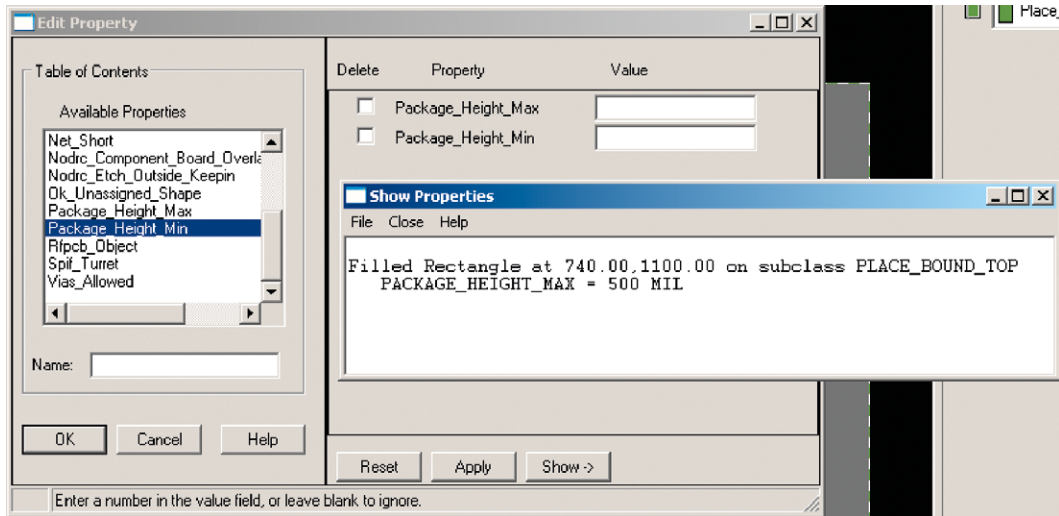 Edit Property
Place_
Table of Contents
Available Properties
Net_Short
Nodrc_Component_Board_Overla
Nodrc_Etch_Outside_Keepin
Ok_Unassigned_Shape
Package_Height_Max
Package_Height_Min
Rfpcb_Object
Spif_Turret
Vias_Allowed
Name:
OK Cancel Help
Delete Property Value
Package_Height_Max
Package_Height_Min
Show Properties
File Close Help
Filled Rectangle at 740.00,1100.00 on subclass PLACE_BOUND_TOP
PACKAGE_HEIGHT_MAX = 500 MIL
Reset Apply Show ->
Enter a number in the value field, or leave blank to ignore.